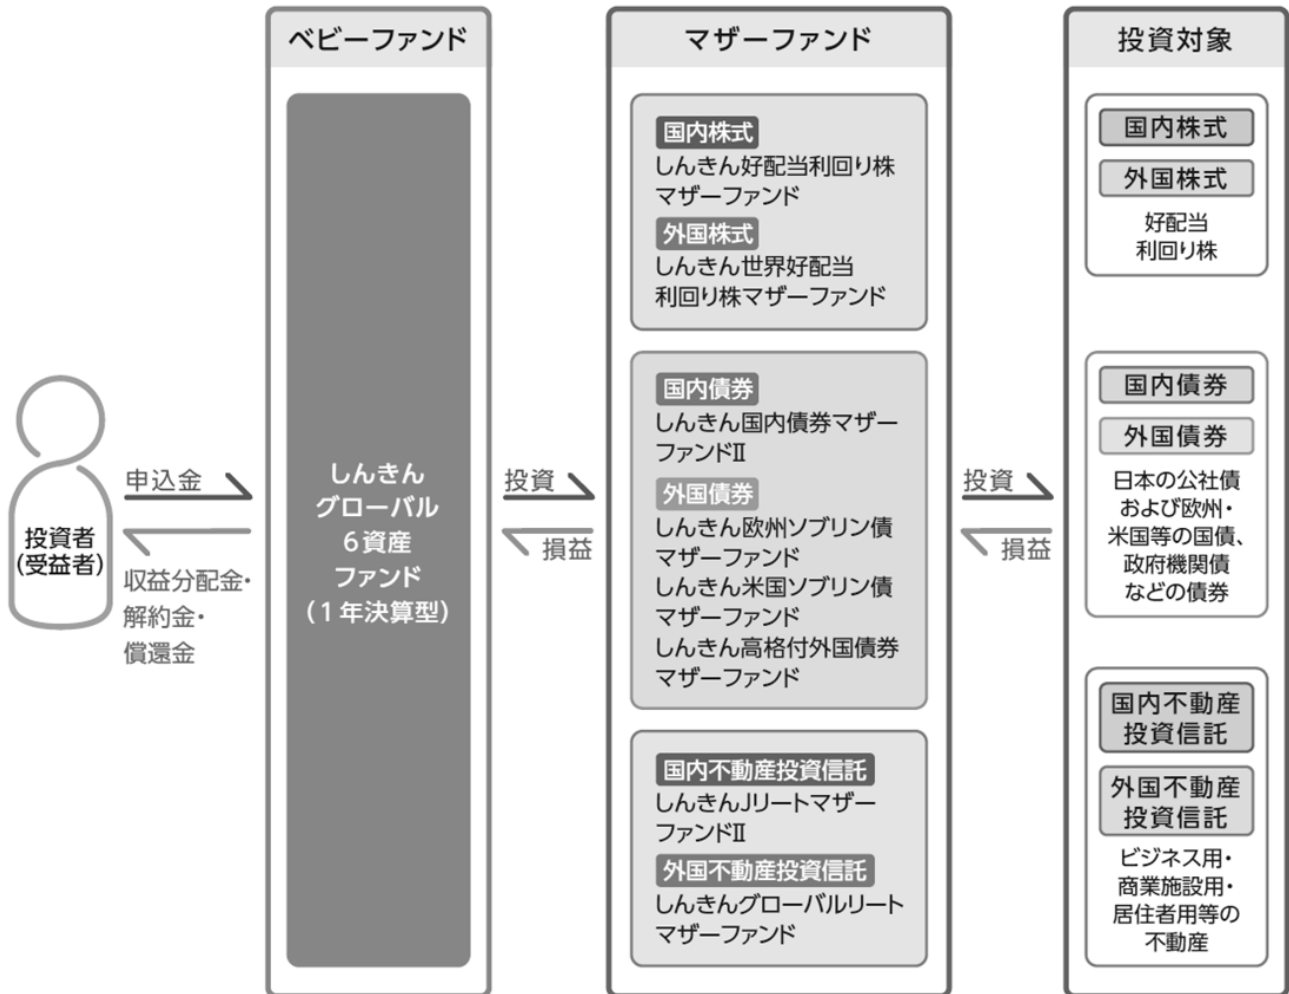 ベビーファンド
マザーファンド
投資対象
投資者
(受益者)
申込金
収益分配金・
解約金・
償還金
しんきん
グローバル
6資産
ファンド
(1年決算型)
投資
損益
国内株式
しんきん好配当利回り株
マザーファンド
外国株式
しんきん世界好配当
利回り株マザーファンド
国内債券
しんきん国内債券マザー
ファンドⅡ
外国債券
しんきん欧州ソブリン債
マザーファンド
しんきん米国ソブリン債
マザーファンド
しんきん高格付外国債券
マザーファンド
国内不動産投資信託
しんきんJリートマザー
ファンドⅡ
外国不動産投資信託
しんきんグローバルリート
マザーファンド
投資
損益
国内株式
外国株式
好配当
利回り株
国内債券
外国債券
日本の公社債
および欧州・
米国等の国債、
政府機関債
などの債券
国内不動産
投資信託
外国不動産
投資信託
ビジネス用・
商業施設用・
居住者用等の
不動産